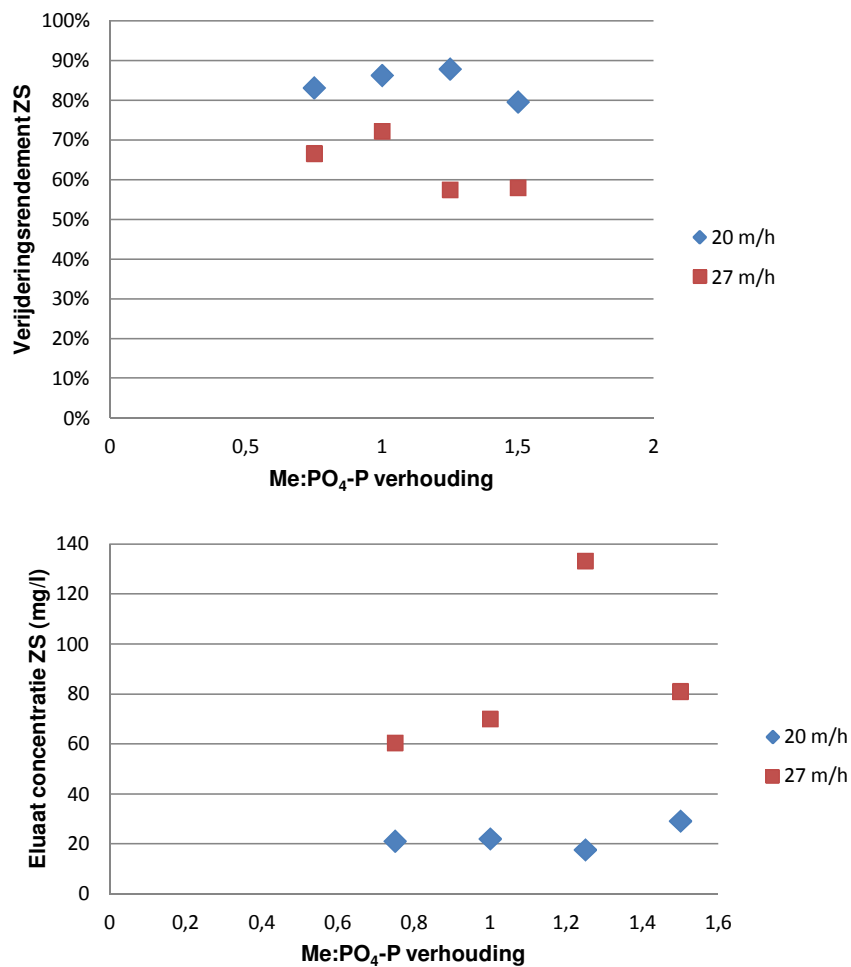 100%
90%
80%
70%
60%
50%
40%
30%
20%
10%
0%
Verijderingsrendement ZS
0 0,5 1 1,5 2
Me:PO₄-P verhouding
20 m/h
27 m/h
140
120
100
80
60
40
20
0
Eluaat concentratie ZS (mg/l)
0 0,2 0,4 0,6 0,8 1 1,2 1,4 1,6
Me:PO₄-P verhouding
20 m/h
27 m/h